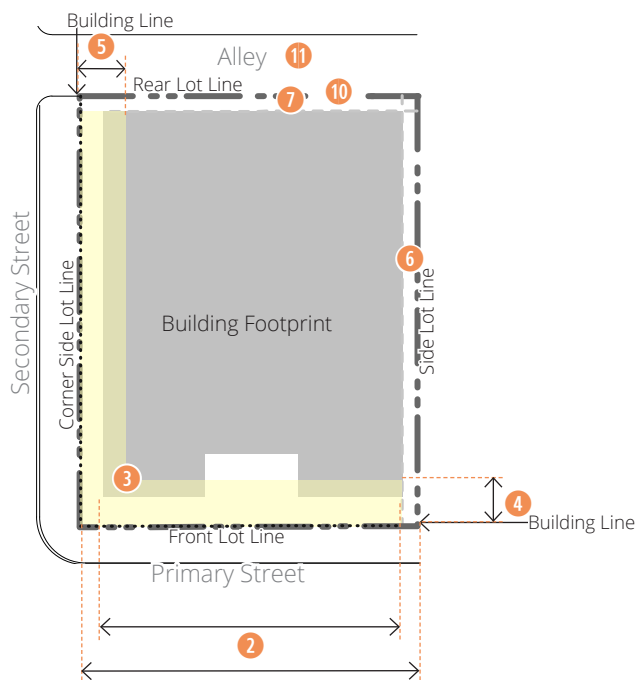 Building Line
5
Alley 11
Rear Lot Line
7
10
Secondary Street
Corner Side Lot Line
6
Side Lot Line
Building Footprint
3
4
Building Line
Front Lot Line
Primary Street
2